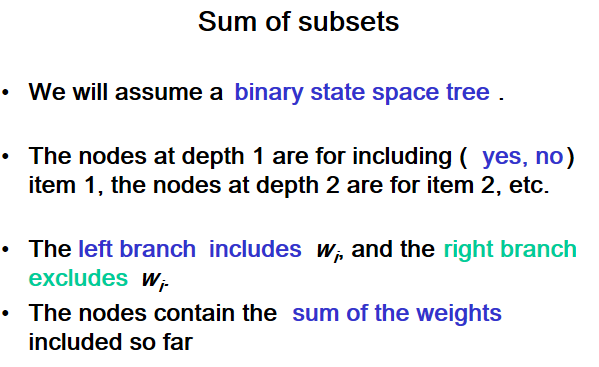 Sum of subsets
• We will assume a binary state space tree .
• The nodes at depth 1 are for including ( yes, no)
item 1, the nodes at depth 2 are for item 2, etc.
• The left branch includes wi, and the right branch
excludes wi.
• The nodes contain the sum of the weights
included so far